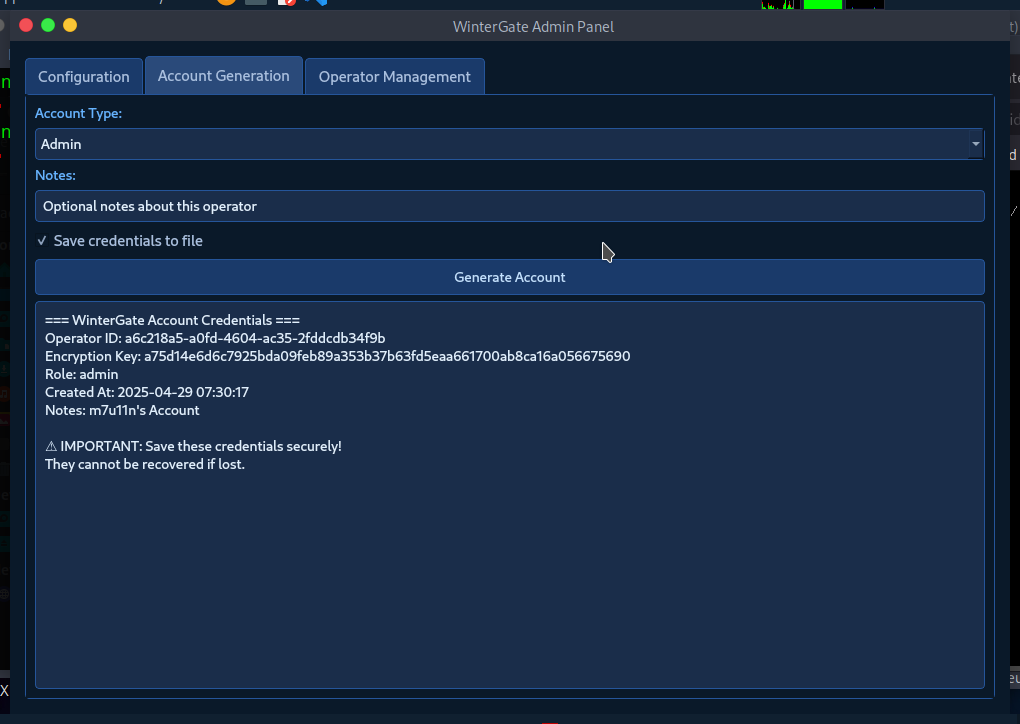 WinterGate Admin Panel
Configuration
Account Generation
Operator Management
Account Type:
Admin
Notes:
Optional notes about this operator
✓ Save credentials to file
Generate Account
=== WinterGate Account Credentials ===
Operator ID: a6c218a5-a0fd-4604-ac35-2fddcdb34f9b
Encryption Key: a75d14e6d6c7925bda09feb89a353b37b63fd5eaa661700ab8ca16a056675690
Role: admin
Created At: 2025-04-29 07:30:17
Notes: m7u11n's Account
⚠ IMPORTANT: Save these credentials securely!
They cannot be recovered if lost.